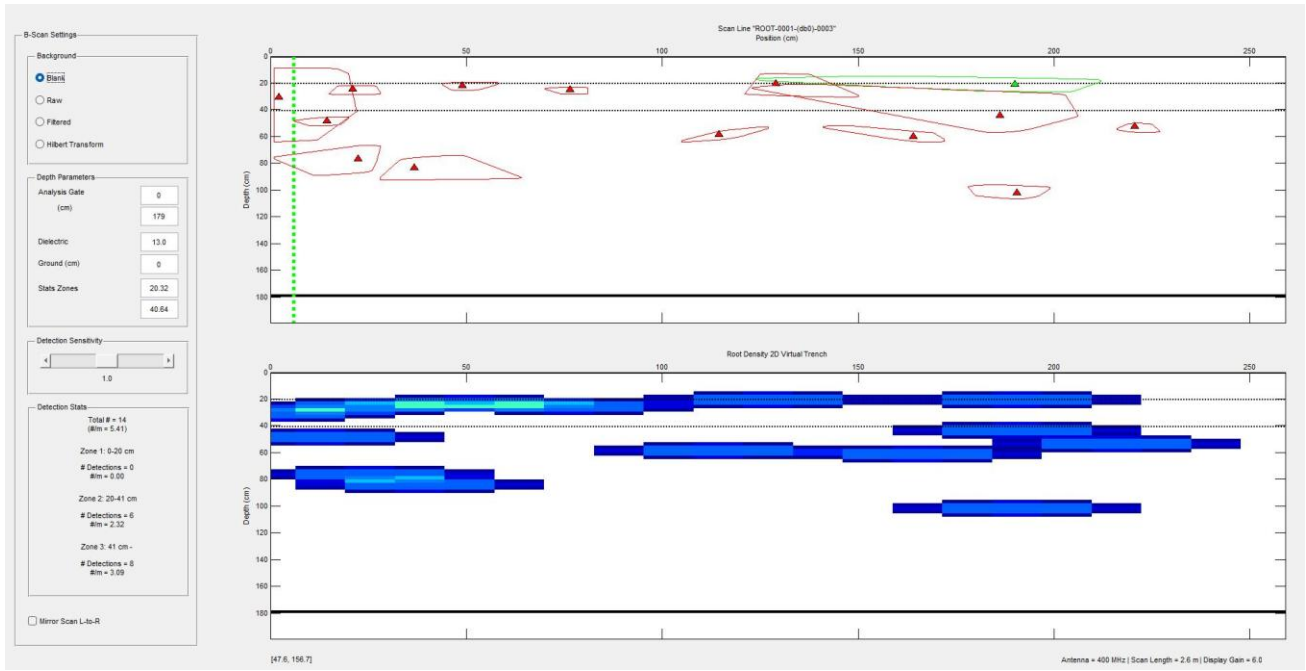 B-Scan Settings
Background
Blank
Raw
Filtered
Hilbert Transform
Depth Parameters
Analysis Gate
(cm)
0
179
Dielectric
13.0
Ground (cm)
0
Stats Zones
20.32
40.64
Detection Sensitivity
1.0
Detection Stats
Total # = 14
(#/m = 5.41)
Zone 1: 0-20 cm
# Detections = 0
#/m = 0.00
Zone 2: 20-41 cm
# Detections = 6
#/m = 2.32
Zone 3: 41 cm -
# Detections = 8
#/m = 3.09
Mirror Scan L-to-R
Scan Line "ROOT-0001-(db0)-0003"
Position (cm)
0 50 100 150 200 250
Depth (cm)
0
20
40
60
80
100
120
140
160
180
Root Density 2D Virtual Trench
0 50 100 150 200 250
Depth (cm)
0
20
40
60
80
100
120
140
160
180
[47.6, 156.7]
Antenna = 400 MHz | Scan Length = 2.6 m | Display Gain = 6.0